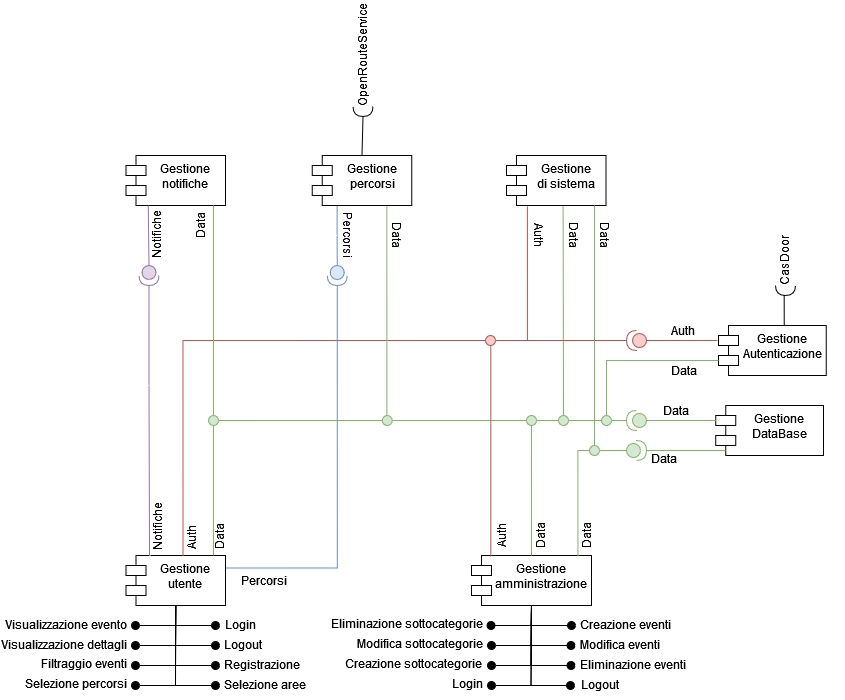 OpenRouteService
Gestione
notifiche
Gestione
percorsi
Gestione
di sistema
Notifiche
Data
Percorsi
Data
Auth
Data
Data
CasDoor
Auth
Gestione
Autenticazione
Data
Data
Gestione
DataBase
Data
Notifiche
Auth
Data
Auth
Data
Data
Gestione
utente
Percorsi
Gestione
amministrazione
Visualizzazione evento
Login
Visualizzazione dettagli
Logout
Filtraggio eventi
Registrazione
Selezione percorsi
Selezione aree
Eliminazione sottocategorie
Creazione eventi
Modifica sottocategorie
Modifica eventi
Creazione sottocategorie
Eliminazione eventi
Login
Logout